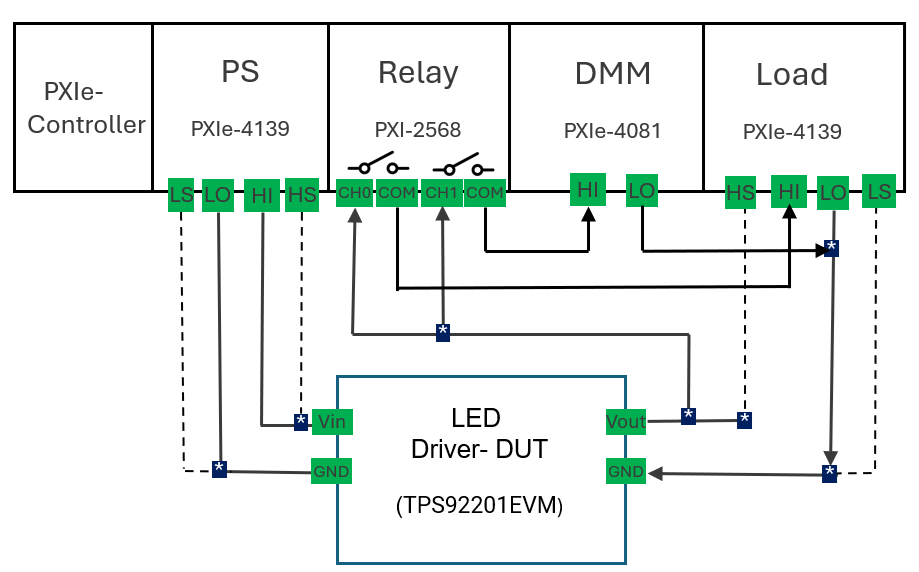 PXIe-
Controller
PS
PXIe-4139
Relay
PXI-2568
DMM
PXIe-4081
Load
PXIe-4139
LS
LO
HI
HS
CH0
COM
CH1
COM
HI
LO
HS
HI
LO
LS
*
*
*
*
*
*
*
Vin
GND
LED
Driver- DUT
(TPS92201EVM)
Vout
GND